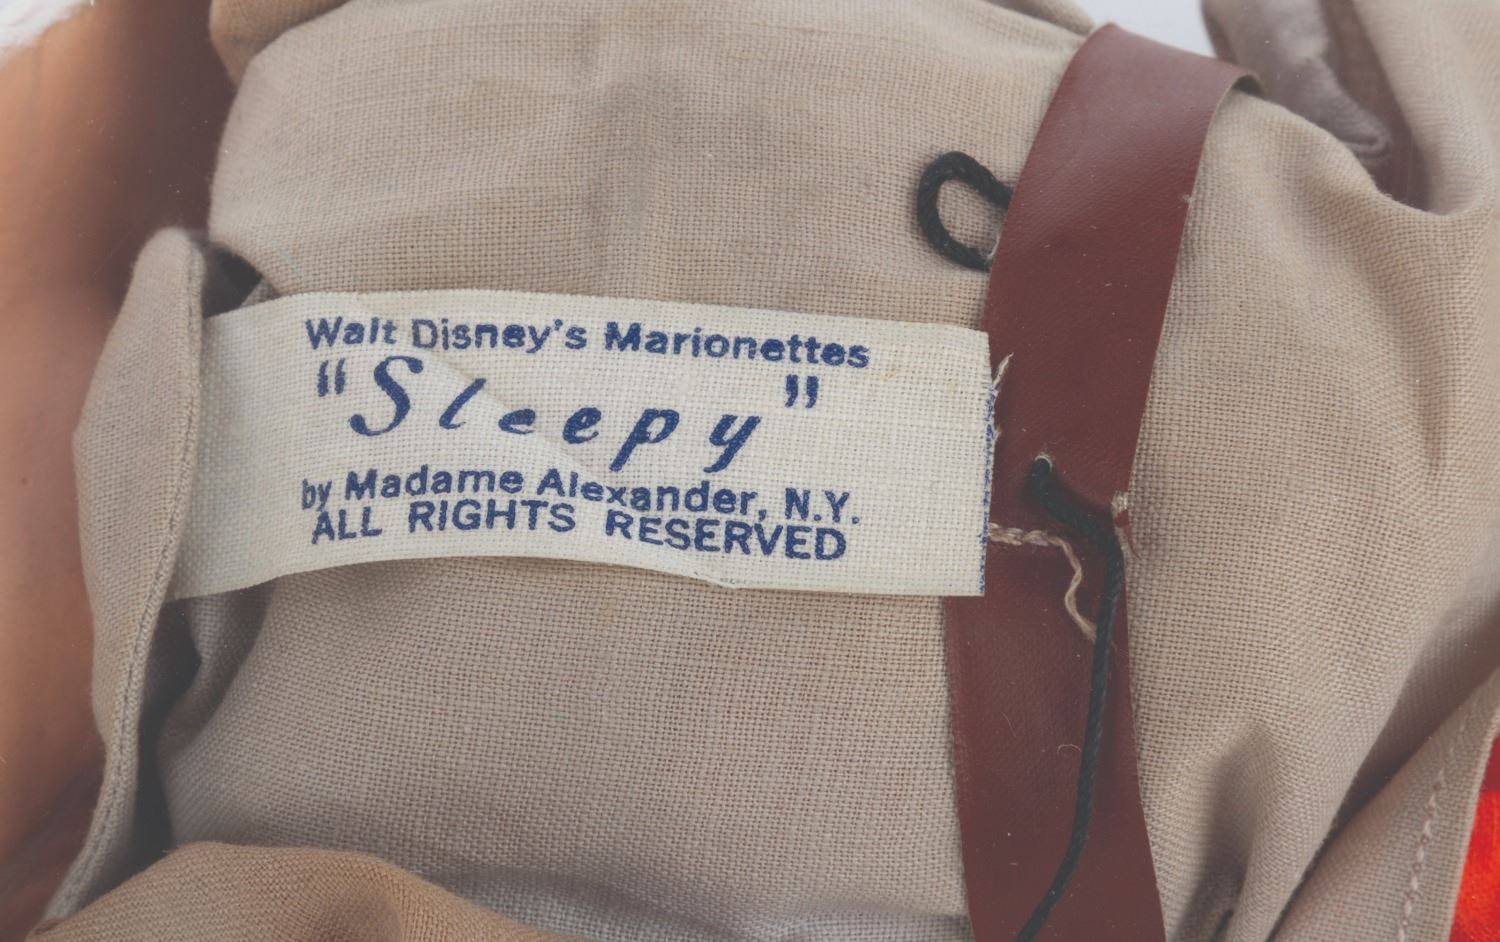 Walt Disney's Marionettes
"Sleepy"
by Madame Alexander, N.Y.
ALL RIGHTS RESERVED